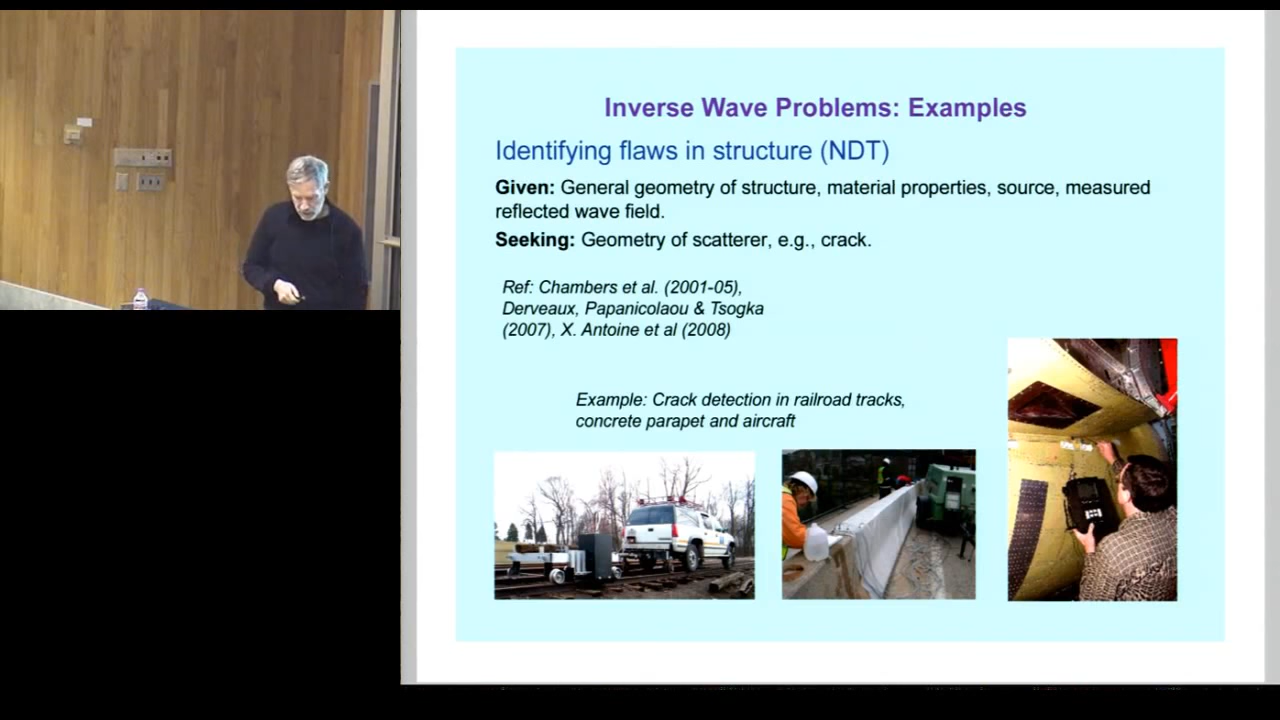 Inverse Wave Problems: Examples
Identifying flaws in structure (NDT)
Given: General geometry of structure, material properties, source, measured
reflected wave field.
Seeking: Geometry of scatterer, e.g., crack.
Ref: Chambers et al. (2001-05),
Derveaux, Papanicolaou & Tsogka
(2007), X. Antoine et al (2008)
Example: Crack detection in railroad tracks,
concrete parapet and aircraft